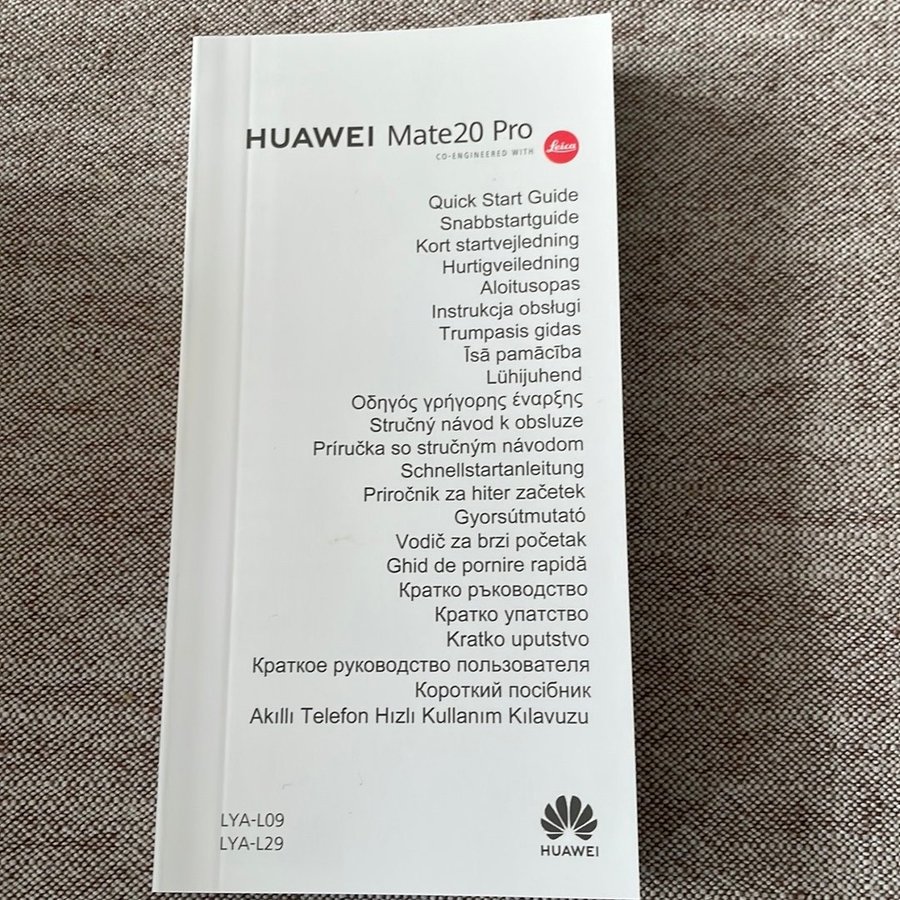 HUAWEI Mate20 Pro
CO-ENGINEERED WITH
Leica
Quick Start Guide
Snabbstartguide
Kort startvejledning
Hurtigveiledning
Aloitusopas
Instrukcja obsługi
Trumpasis gidas
Īsā pamācība
Lühijuhend
Οδηγός γρήγορης έναρξης
Stručný návod k obsluze
Príručka so stručným návodom
Schnellstartanleitung
Priročnik za hiter začetek
Gyorsútmutató
Vodič za brzi početak
Ghid de pornire rapidă
Кратко ръководство
Кратко упатство
Kratko uputstvo
Краткое руководство пользователя
Короткий посібник
Akıllı Telefon Hızlı Kullanım Kılavuzu
LYA-L09
LYA-L29
HUAWEI